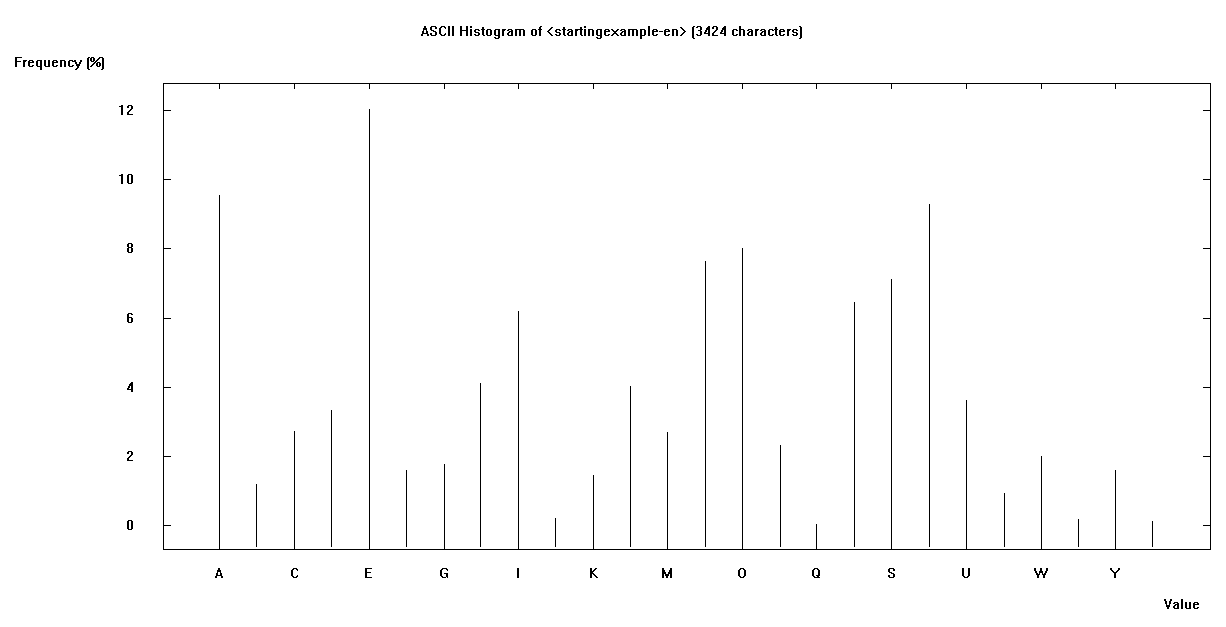 ASCII Histogram of <startingexample-en> (3424 characters)
Frequency (%)
12
10
8
6
4
2
0
A C E G I K M O Q S U W Y
Value